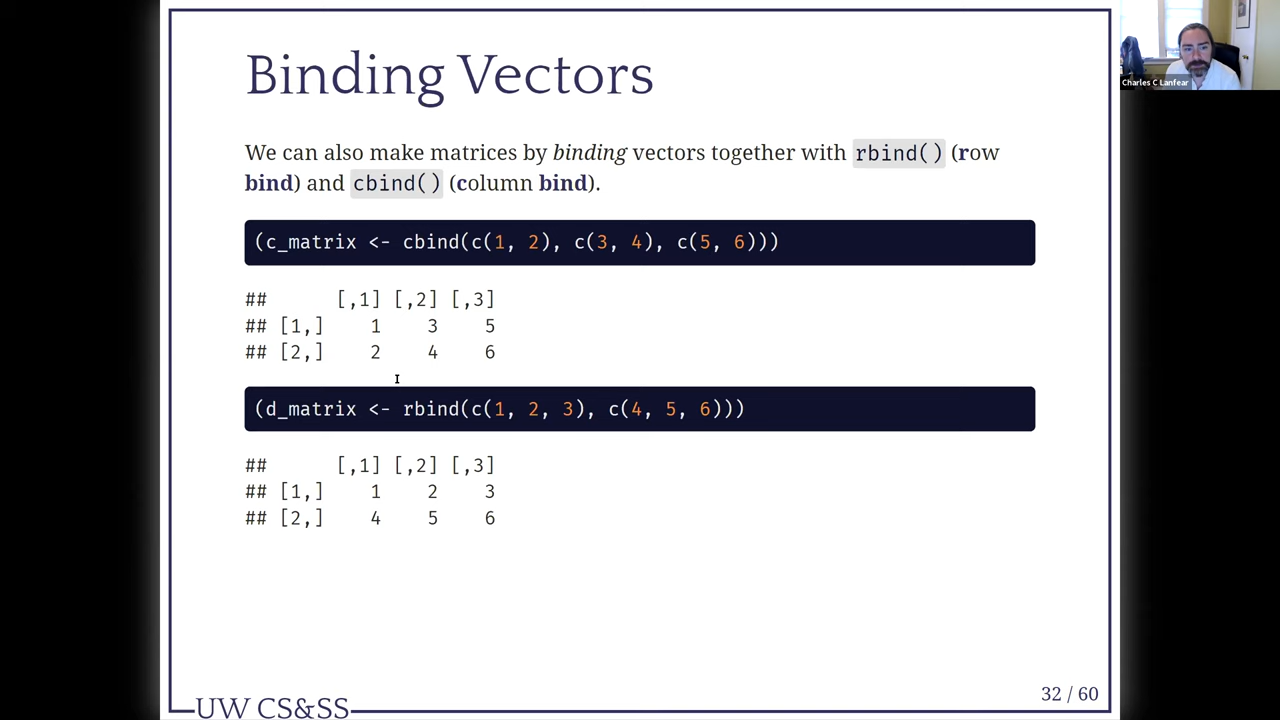 Binding Vectors
We can also make matrices by binding vectors together with rbind() (row
bind) and cbind() (column bind).
(c_matrix <- cbind(c(1, 2), c(3, 4), c(5, 6)))
## [,1] [,2] [,3]
## [1,] 1 3 5
## [2,] 2 4 6
(d_matrix <- rbind(c(1, 2, 3), c(4, 5, 6)))
## [,1] [,2] [,3]
## [1,] 1 2 3
## [2,] 4 5 6
32 / 60
UW CS&SS
Charles C Lanfear